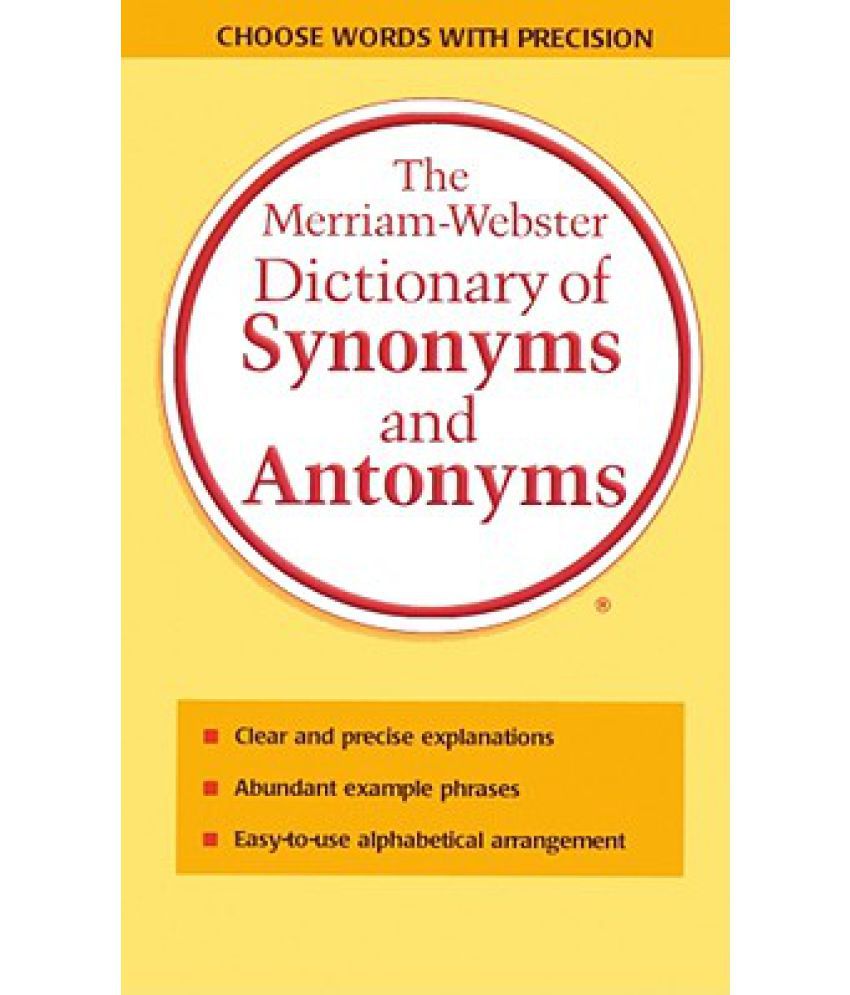 CHOOSE WORDS WITH PRECISION
The
Merriam-Webster
Dictionary of
Synonyms
and
Antonyms
®
Clear and precise explanations
Abundant example phrases
Easy-to-use alphabetical arrangement